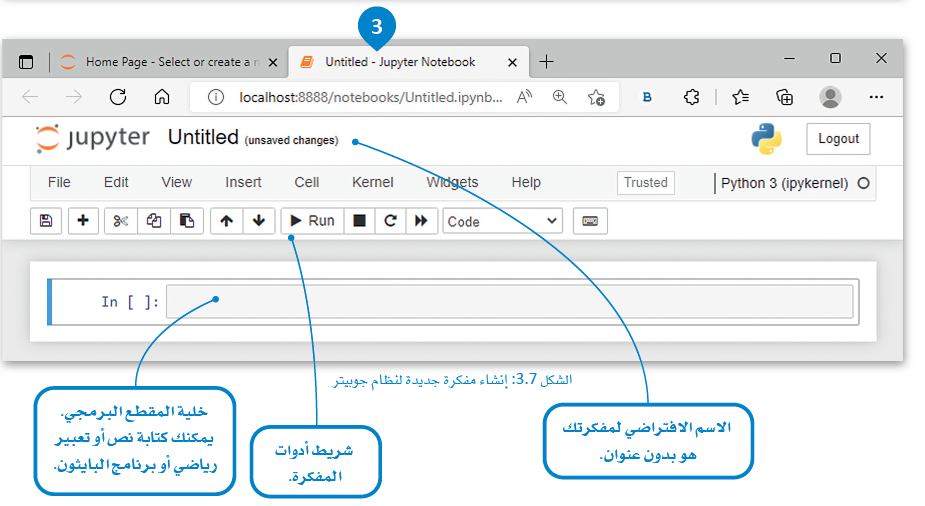 3
Home Page - Select or create a n
Untitled - Jupyter Notebook
localhost:8888/notebooks/Untitled.ipynb...
B
jupyter Untitled (unsaved changes)
Logout
File Edit View Insert Cell Kernel Widgets Help Trusted Python 3 (ipykernel)
Run Code
In [ ]:
الشكل 3.7: إنشاء مفكرة جديدة لنظام جوبيتر
خلية المقطع البرمجي.
يمكنك كتابة نص أو تعبير
رياضي أو برنامج البايثون.
شريط أدوات
المفكرة.
الاسم الافتراضي لمفكرتك
هو بدون عنوان.